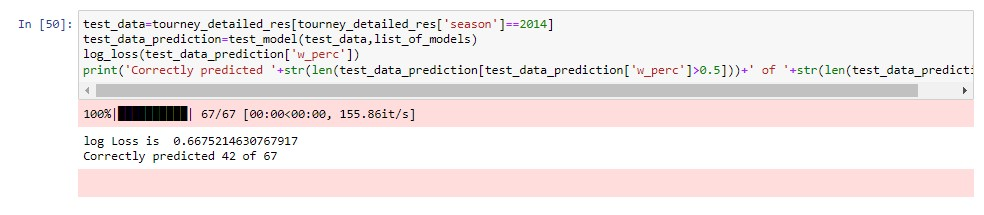 In [50]: test_data=tourney_detailed_res[tourney_detailed_res['season']==2014]
test_data_prediction=test_model(test_data,list_of_models)
log_loss(test_data_prediction['w_perc'])
print('Correctly predicted '+str(len(test_data_prediction[test_data_prediction['w_perc']>0.5]))+' of '+str(len(test_data_predicti
100%|██████████| 67/67 [00:00<00:00, 155.86it/s]
log Loss is  0.6675214630767917
Correctly predicted 42 of 67